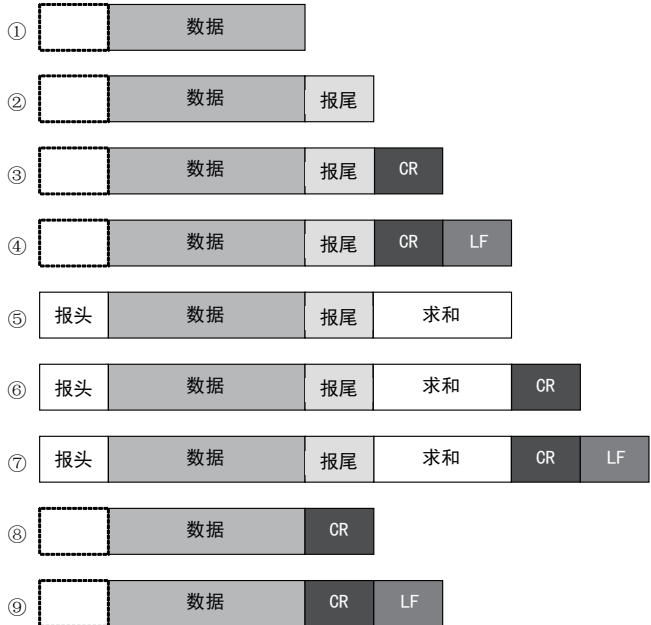 ① 数据
② 数据 报尾
③ 数据 报尾 CR
④ 数据 报尾 CR LF
⑤ 报头 数据 报尾 求和
⑥ 报头 数据 报尾 求和 CR
⑦ 报头 数据 报尾 求和 CR LF
⑧ 数据 CR
⑨ 数据 CR LF